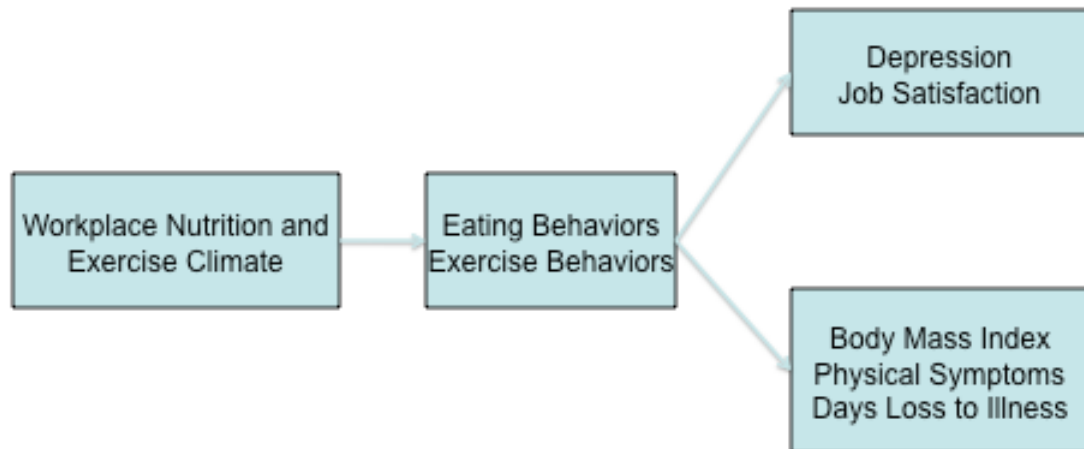 Depression
Job Satisfaction
Workplace Nutrition and
Exercise Climate
Eating Behaviors
Exercise Behaviors
Body Mass Index
Physical Symptoms
Days Loss to Illness